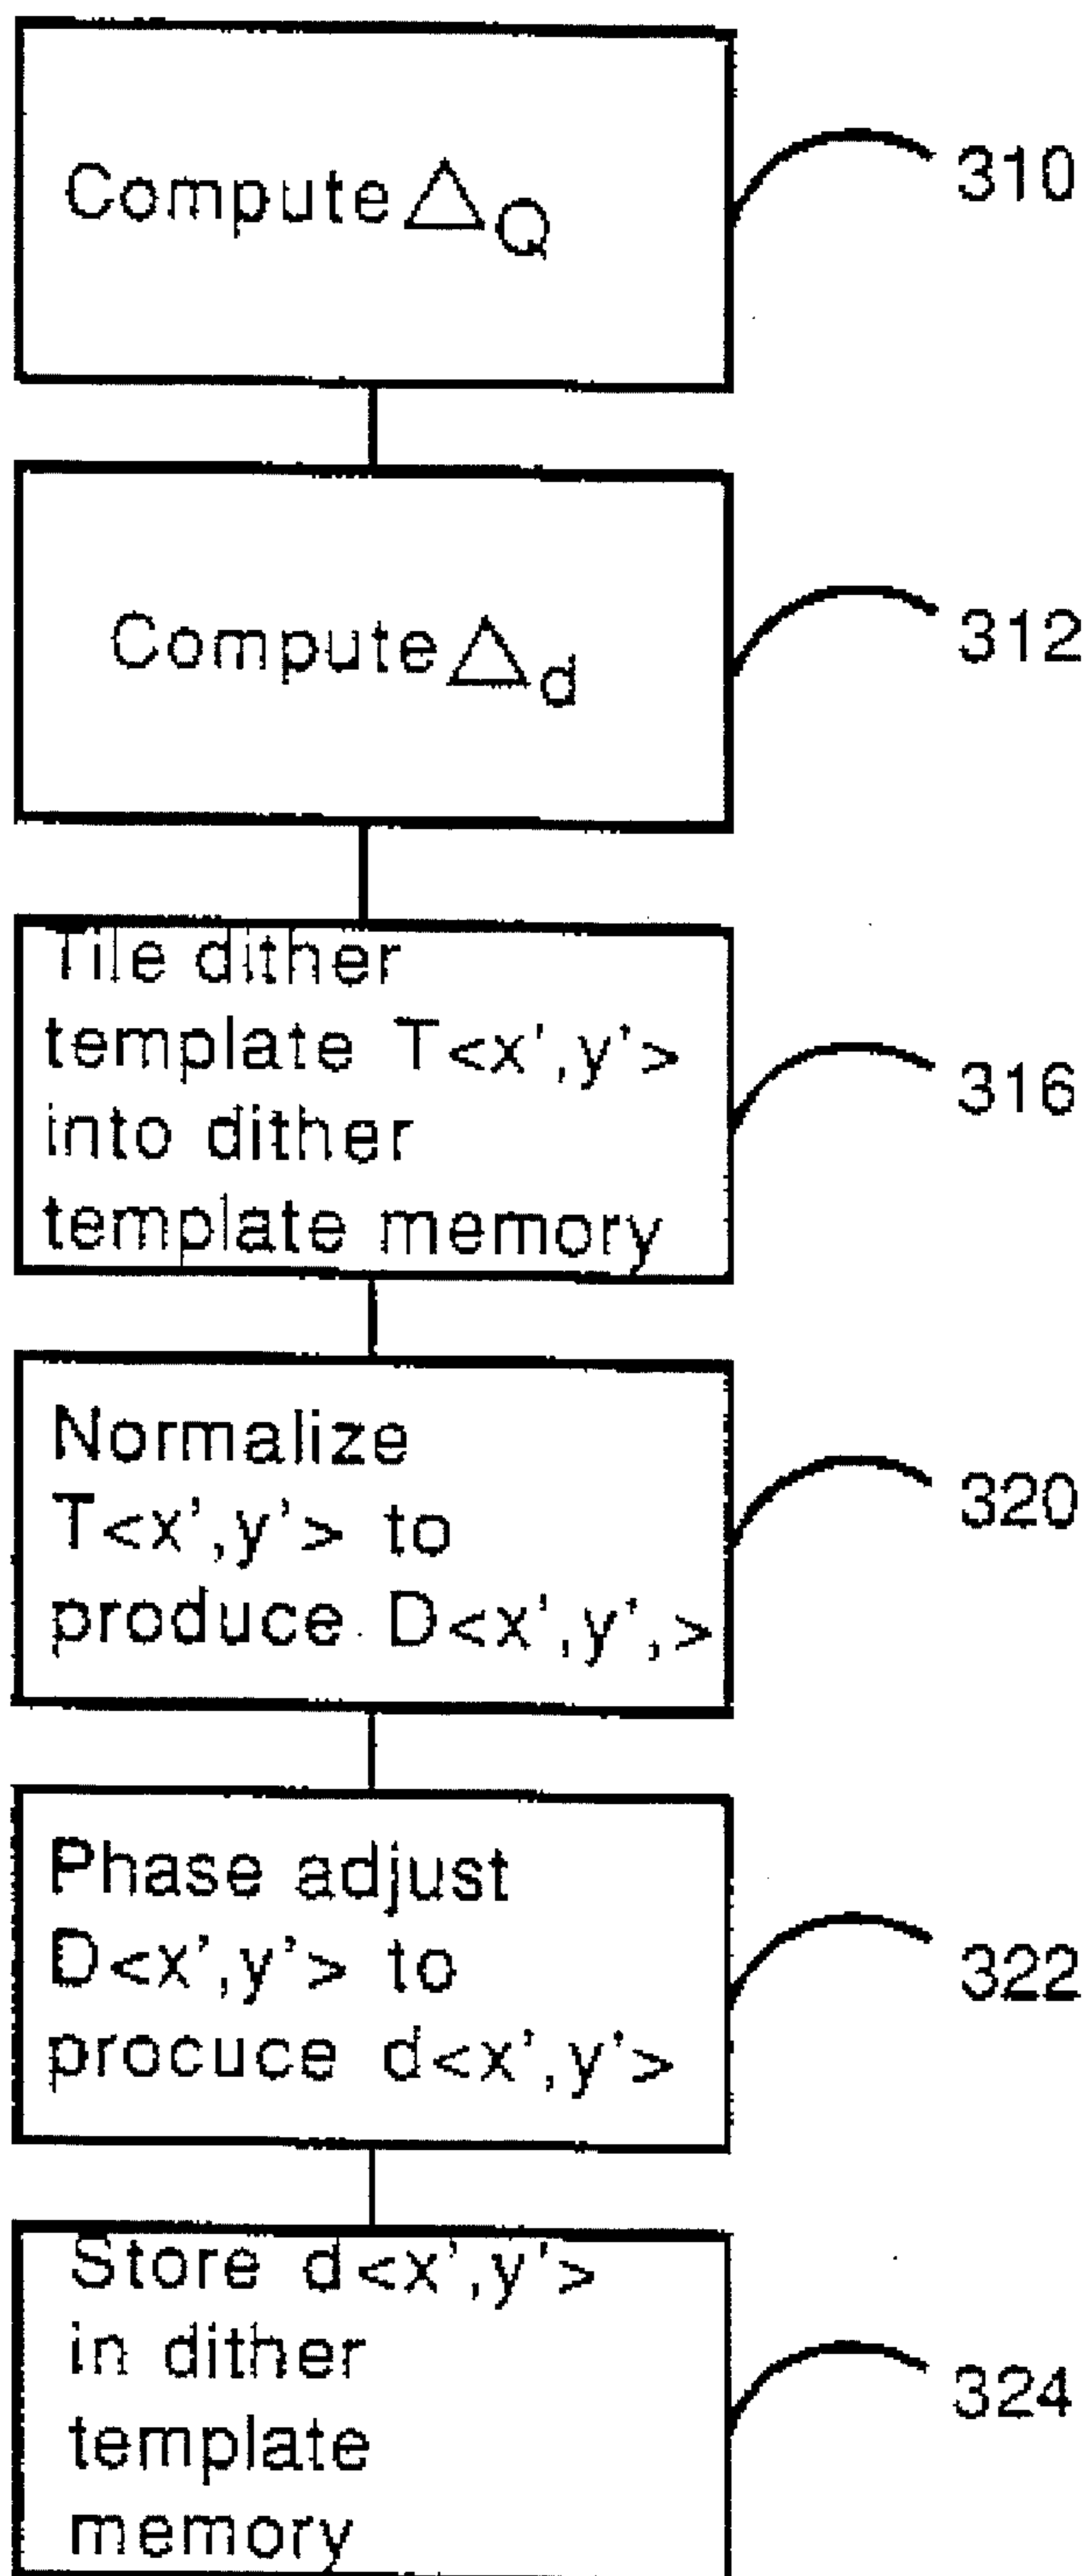 Compute △Q
310
Compute △d
312
Tile dither
template T<x',y'>
into dither
template memory
316
Normalize
T<x',y'> to
produce D<x',y',>
320
Phase adjust
D<x',y'> to
procuce d<x',y'>
322
Store d<x',y'>
in dither
template
memory
324